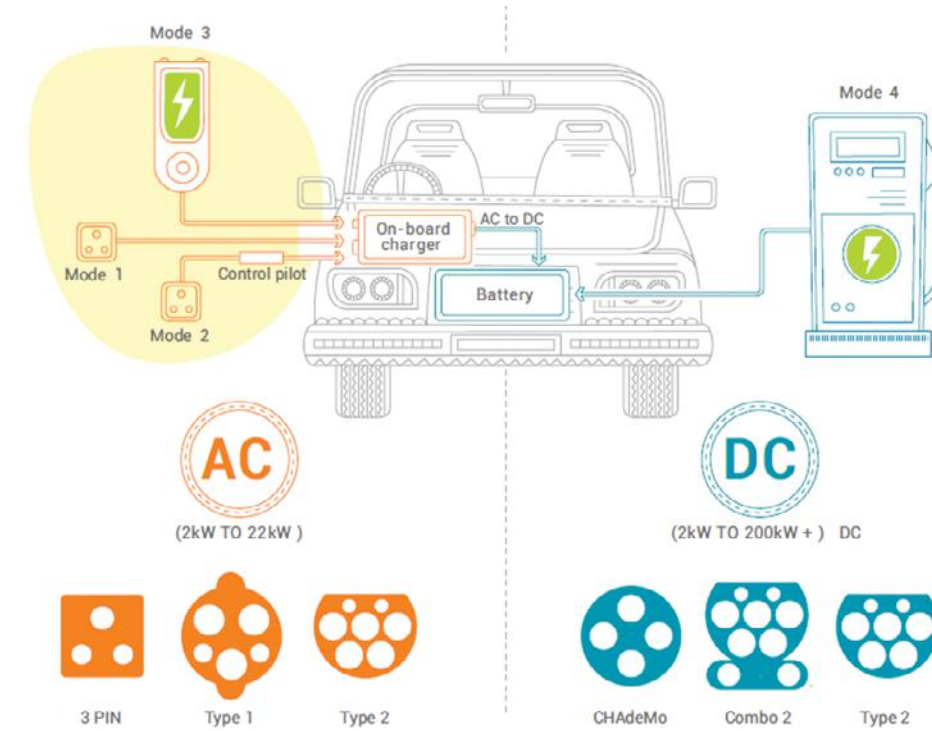 Mode 3
Mode 4
On-board
charger
AC to DC
Mode 1
Control pilot
Battery
Mode 2
AC
DC
(2kW TO 22kW )
(2kW TO 200kW + ) DC
3 PIN
Type 1
Type 2
CHAdeMo
Combo 2
Type 2